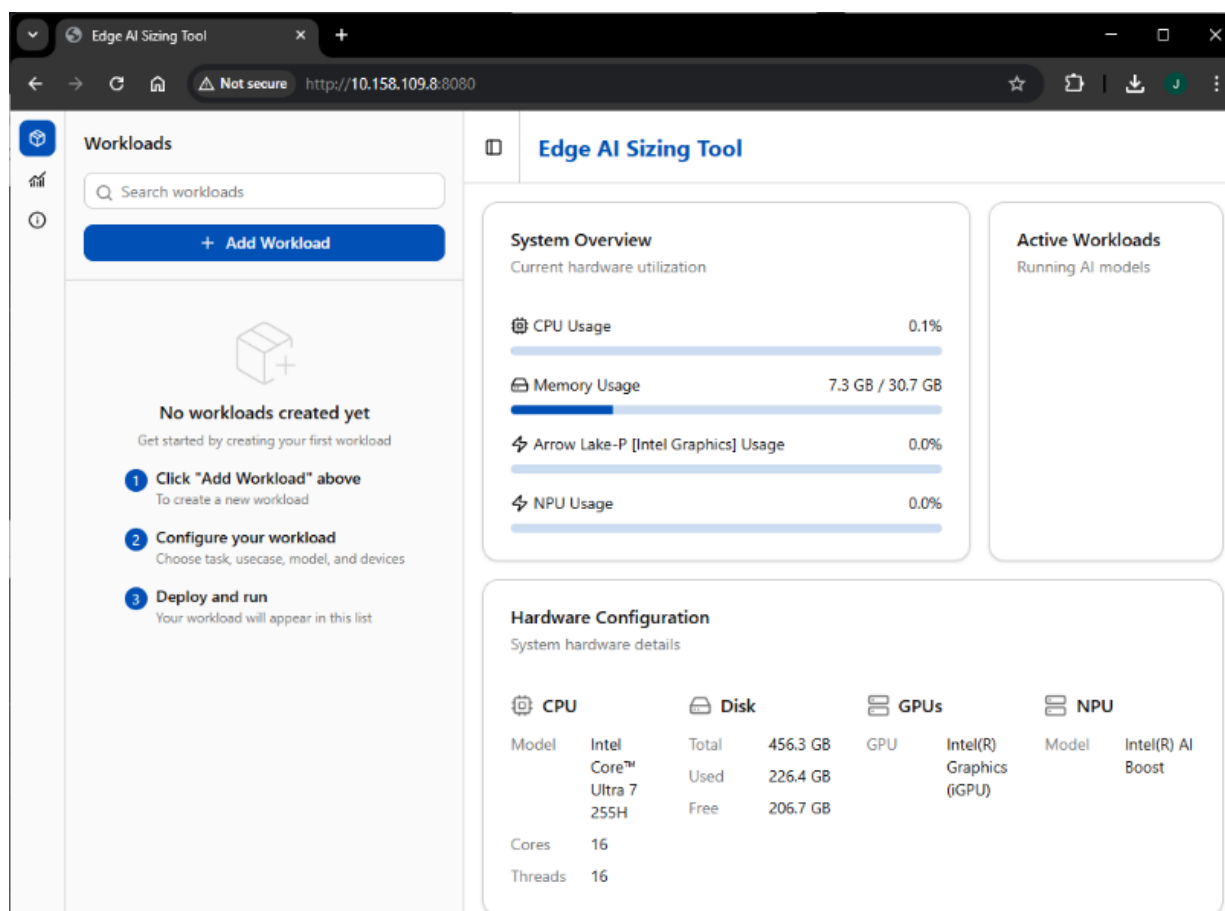 Edge AI Sizing Tool
Not secure http://10.158.109.8:8080
J
Workloads
Search workloads
+ Add Workload
No workloads created yet
Get started by creating your first workload
1 Click "Add Workload" above
To create a new workload
2 Configure your workload
Choose task, usecase, model, and devices
3 Deploy and run
Your workload will appear in this list
Edge AI Sizing Tool
System Overview
Current hardware utilization
CPU Usage 0.1%
Memory Usage 7.3 GB / 30.7 GB
Arrow Lake-P [Intel Graphics] Usage 0.0%
NPU Usage 0.0%
Active Workloads
Running AI models
Hardware Configuration
System hardware details
CPU
Model Intel
Core™
Ultra 7
255H
Cores 16
Threads 16
Disk
Total 456.3 GB
Used 226.4 GB
Free 206.7 GB
GPUs
GPU Intel(R)
Graphics
(iGPU)
NPU
Model Intel(R) AI
Boost